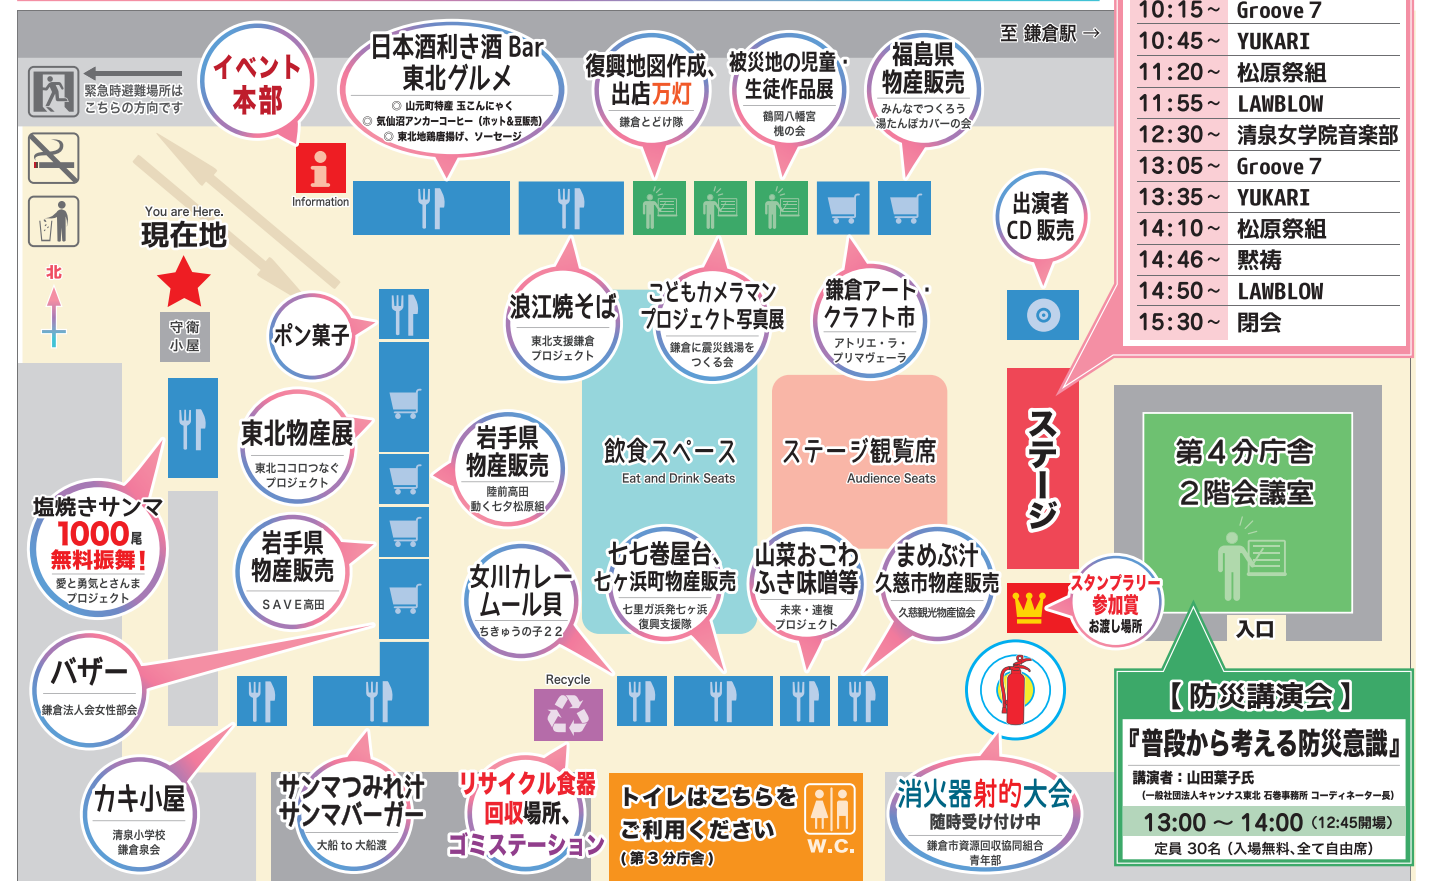 至 鎌倉駅 →
緊急時避難場所は
こちらの方向です
イベント
本部
日本酒利き酒 Bar
東北グルメ
◎ 山元町特産 玉こんにゃく
◎ 気仙沼アンカーコーヒー（ホット&豆販売）
◎ 東北地鶏唐揚げ、ソーセージ
復興地図作成、
出店万灯
鎌倉とどけ隊
被災地の児童・
生徒作品展
鶴岡八幡宮
槐の会
福島県
物産販売
みんなでつくろう
湯たんぽカバーの会
Information
You are Here.
現在地
北
守衛
小屋
出演者
CD 販売
10:15～ Groove 7
10:45～ YUKARI
11:20～ 松原祭組
11:55～ LAWBLOW
12:30～ 清泉女学院音楽部
13:05～ Groove 7
13:35～ YUKARI
14:10～ 松原祭組
14:46～ 黙祷
14:50～ LAWBLOW
15:30～ 閉会
ポン菓子
浪江焼そば
東北支援鎌倉
プロジェクト
こどもカメラマン
プロジェクト写真展
鎌倉に震災銭湯を
つくる会
鎌倉アート・
クラフト市
アトリエ・ラ・
プリマヴェーラ
東北物産展
東北ココロつなぐ
プロジェクト
岩手県
物産販売
陸前高田
動く七夕松原組
飲食スペース
Eat and Drink Seats
ステージ観覧席
Audience Seats
ステージ
第4分庁舎
2階会議室
入口
塩焼きサンマ
1000尾
無料振舞！
愛と勇気とさんま
プロジェクト
岩手県
物産販売
ＳＡＶＥ高田
女川カレー
ムール貝
ちきゅうの子２２
七七巻屋台、
七ヶ浜町物産販売
七里ガ浜発七ヶ浜
復興支援隊
山菜おこわ
ふき味噌等
未来・連複
プロジェクト
まめぶ汁
久慈市物産販売
久慈観光物産協会
スタンプラリー
参加賞
お渡し場所
バザー
鎌倉法人会女性部会
Recycle
カキ小屋
清泉小学校
鎌倉泉会
サンマつみれ汁
サンマバーガー
大船 to 大船渡
リサイクル食器
回収場所、
ゴミステーション
トイレはこちらを
ご利用ください
(第3分庁舎)
W.C.
消火器射的大会
随時受け付け中
鎌倉市資源回収協同組合
青年部
【 防災講演会 】
『普段から考える防災意識』
講演者：山田葉子氏
（一般社団法人キャンナス東北 石巻事務所 コーディネーター長）
13:00 ～ 14:00（12:45開場）
定員 30名（入場無料、全て自由席）